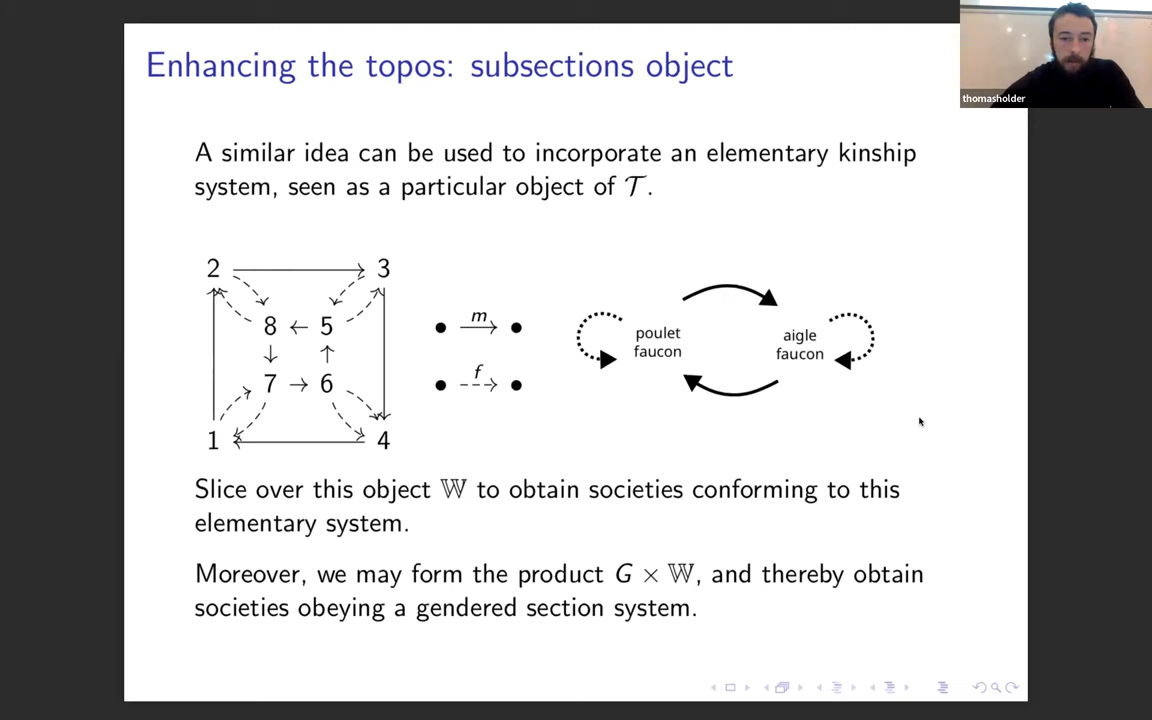 thomasholder
Enhancing the topos: subsections object
A similar idea can be used to incorporate an elementary kinship
system, seen as a particular object of 𝒯.
2 3
8 ← 5
↓ ↑
7 → 6
1 4
m
f
poulet
faucon
aigle
faucon
Slice over this object 𝕎 to obtain societies conforming to this
elementary system.
Moreover, we may form the product G × 𝕎, and thereby obtain
societies obeying a gendered section system.